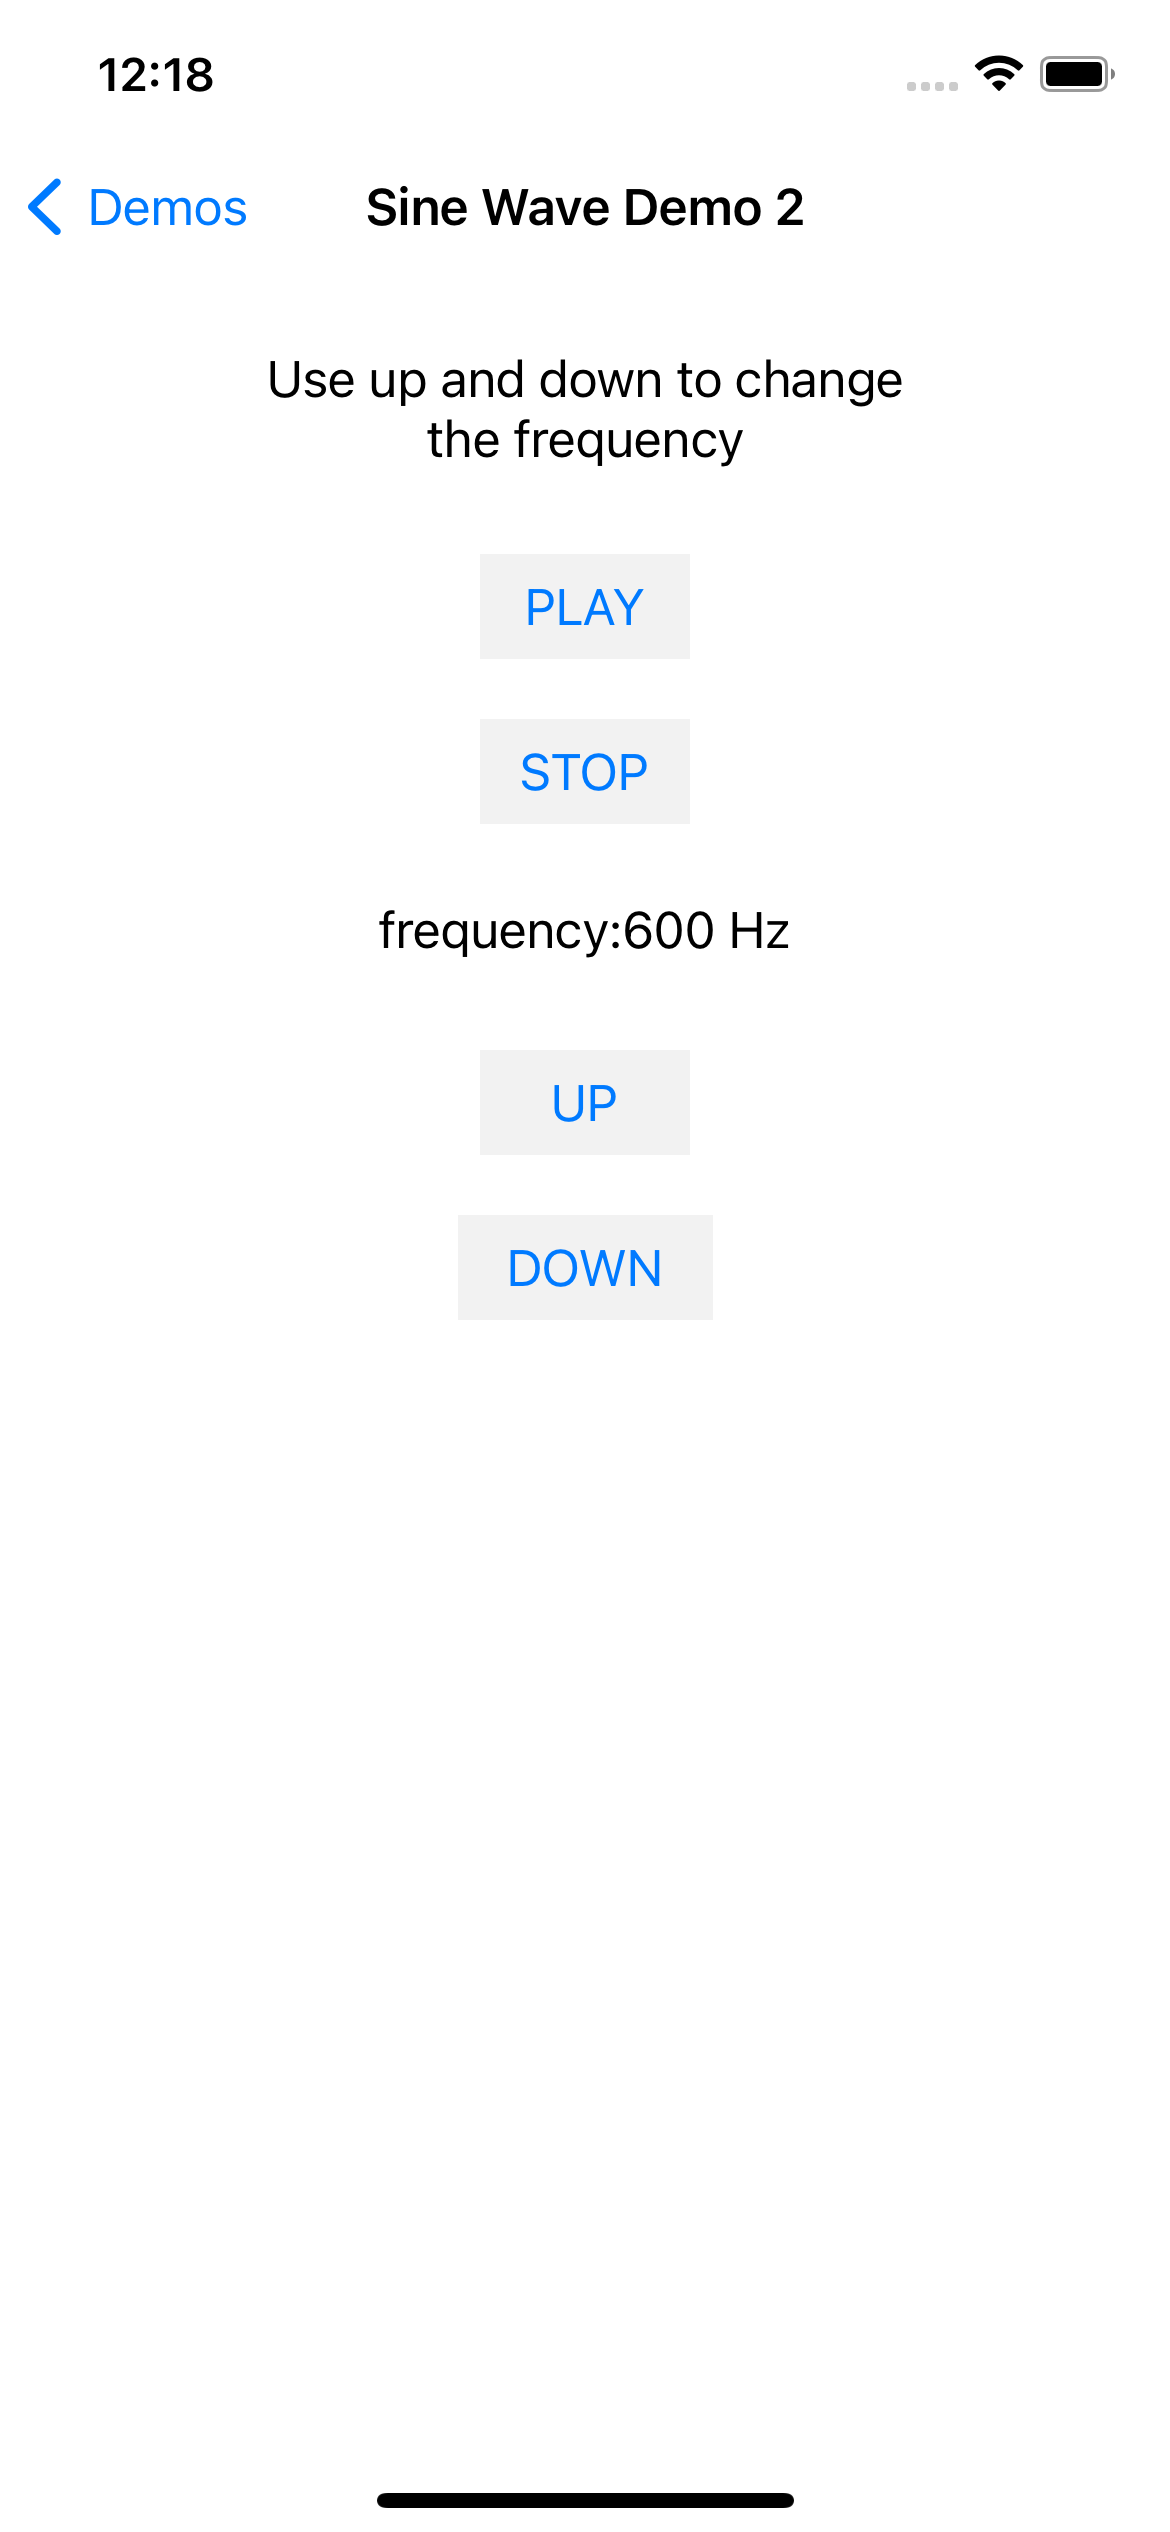 12:18
Demos
Sine Wave Demo 2
Use up and down to change
the frequency
PLAY
STOP
frequency:600 Hz
UP
DOWN